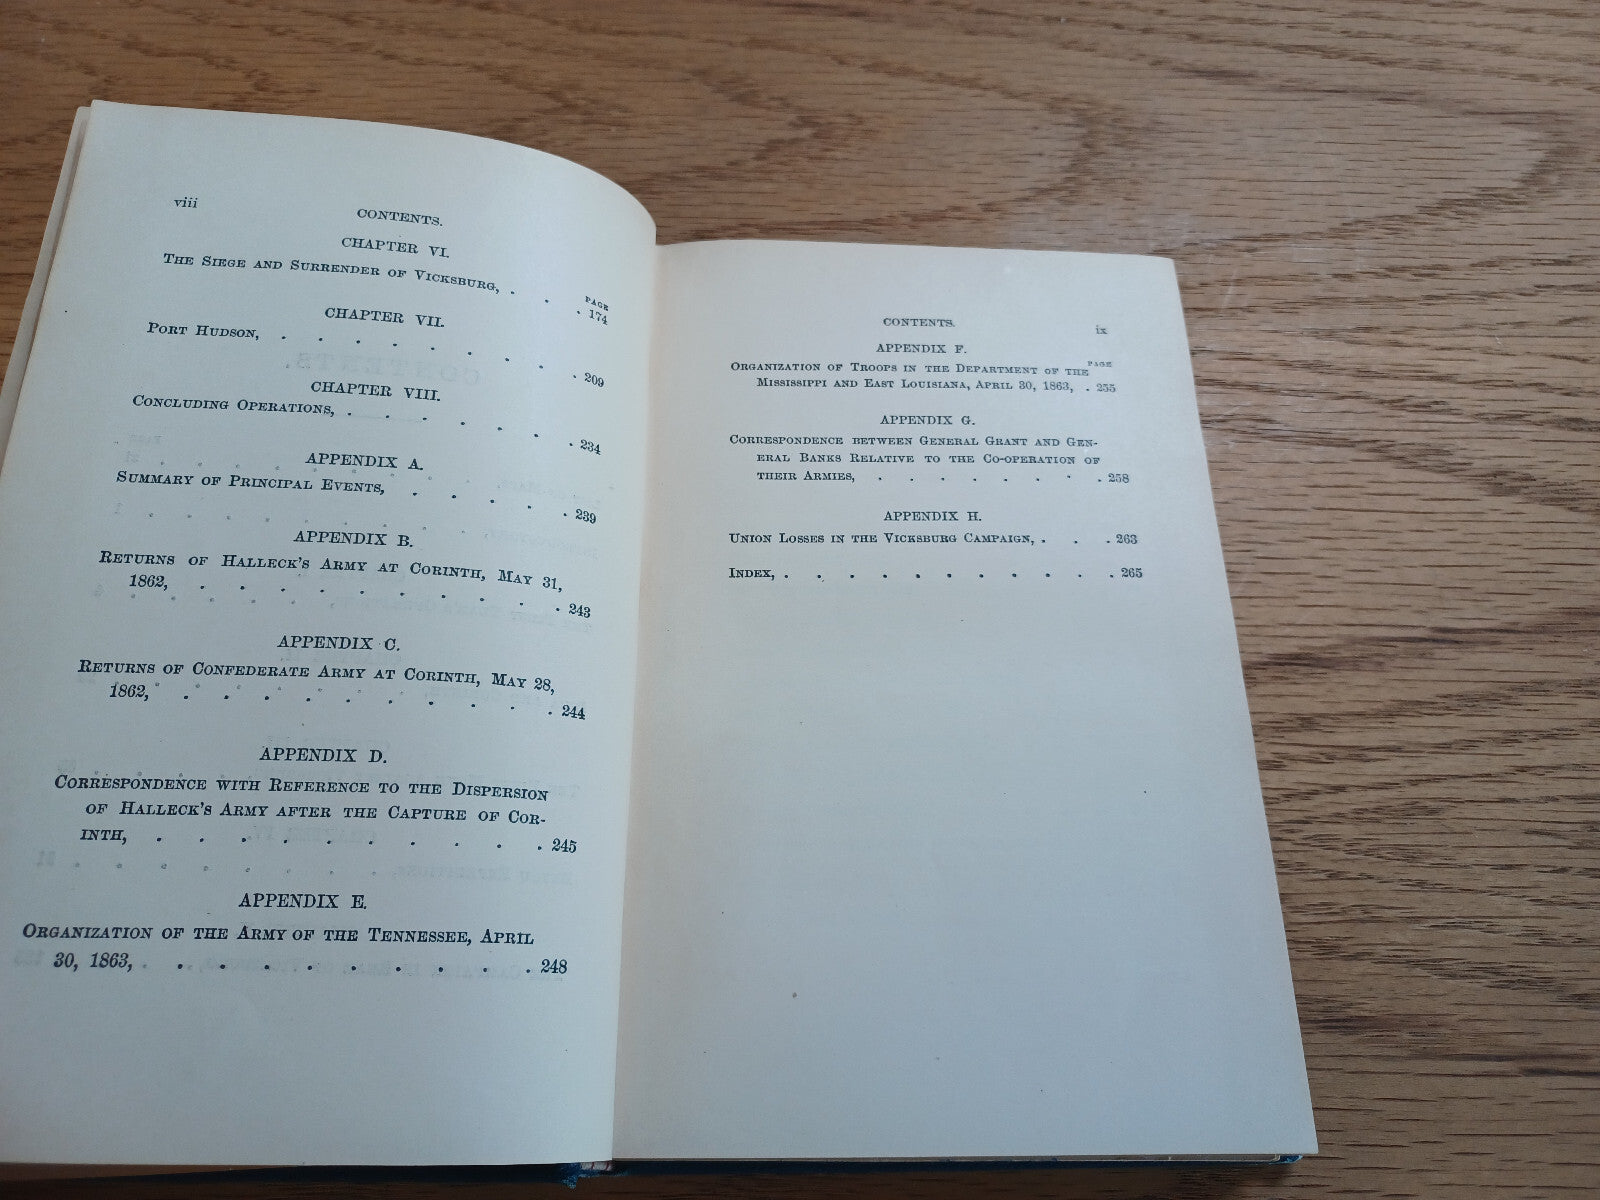 viii
CONTENTS.
CHAPTER VI.
PAGE
The Siege and Surrender of Vicksburg, . . . 174
CHAPTER VII.
Port Hudson, . . . . . . . . . 209
CHAPTER VIII.
Concluding Operations, . . . . . . . 234
APPENDIX A.
Summary of Principal Events, . . . . . 239
APPENDIX B.
Returns of Halleck's Army at Corinth, May 31,
1862, . . . . . . . . . . 243
APPENDIX C.
Returns of Confederate Army at Corinth, May 28,
1862, . . . . . . . . . . 244
APPENDIX D.
Correspondence with Reference to the Dispersion
of Halleck's Army after the Capture of Cor-
inth, . . . . . . . . . . 245
APPENDIX E.
Organization of the Army of the Tennessee, April
30, 1863, . . . . . . . . . 248
CONTENTS.
ix
APPENDIX F.
PAGE
Organization of Troops in the Department of the
Mississippi and East Louisiana, April 30, 1863, . 255
APPENDIX G.
Correspondence between General Grant and Gen-
eral Banks Relative to the Co-operation of
their Armies, . . . . . . . . 258
APPENDIX H.
Union Losses in the Vicksburg Campaign, . . . 263
Index, . . . . . . . . . . . 265